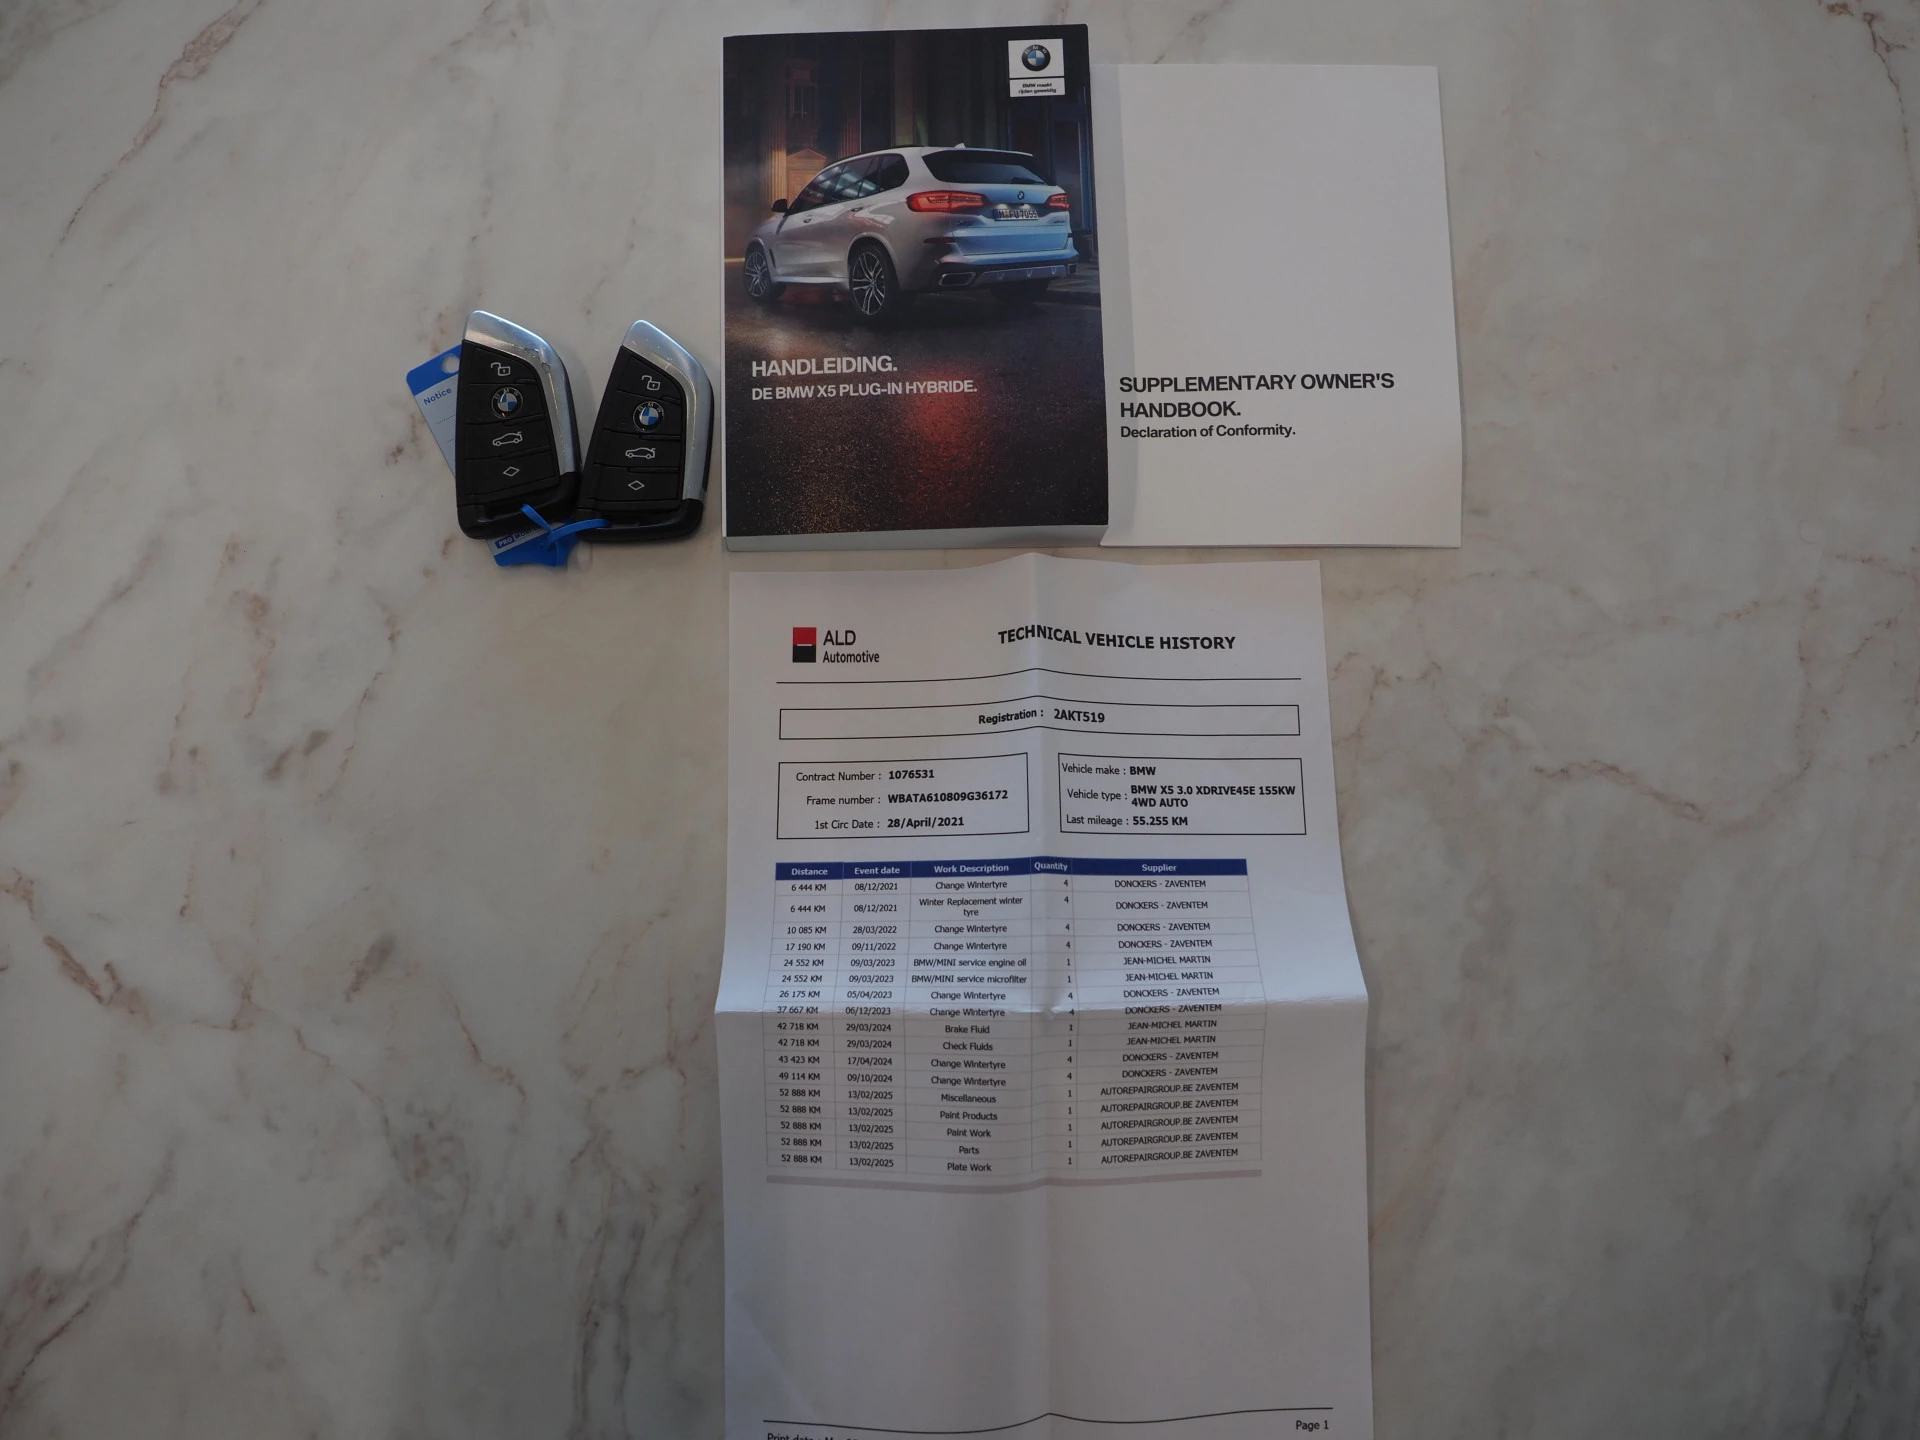 BMW maakt
rijden geweldig
HANDLEIDING.
DE BMW X5 PLUG-IN HYBRIDE.
SUPPLEMENTARY OWNER'S
HANDBOOK.
Declaration of Conformity.
Notice
PRO
ALD
Automotive
TECHNICAL VEHICLE HISTORY
Registration : 2AKT519
Contract Number : 1076531
Frame number : WBATA610809G36172
1st Circ Date : 28/April/2021
Vehicle make : BMW
Vehicle type : BMW X5 3.0 XDRIVE45E 155KW
4WD AUTO
Last mileage : 55.255 KM
Distance Event date Work Description Quantity Supplier
6 444 KM 08/12/2021 Change Wintertyre 4 DONCKERS - ZAVENTEM
6 444 KM 08/12/2021 Winter Replacement winter tyre 4 DONCKERS - ZAVENTEM
10 085 KM 28/03/2022 Change Wintertyre 4 DONCKERS - ZAVENTEM
17 190 KM 09/11/2022 Change Wintertyre 4 DONCKERS - ZAVENTEM
24 552 KM 09/03/2023 BMW/MINI service engine oil 1 JEAN-MICHEL MARTIN
24 552 KM 09/03/2023 BMW/MINI service microfilter 1 JEAN-MICHEL MARTIN
26 175 KM 05/04/2023 Change Wintertyre 4 DONCKERS - ZAVENTEM
37 667 KM 06/12/2023 Change Wintertyre 4 DONCKERS - ZAVENTEM
42 718 KM 29/03/2024 Brake Fluid 1 JEAN-MICHEL MARTIN
42 718 KM 29/03/2024 Check Fluids 1 JEAN-MICHEL MARTIN
43 423 KM 17/04/2024 Change Wintertyre 4 DONCKERS - ZAVENTEM
49 114 KM 09/10/2024 Change Wintertyre 4 DONCKERS - ZAVENTEM
52 888 KM 13/02/2025 Miscellaneous 1 AUTOREPAIRGROUP.BE ZAVENTEM
52 888 KM 13/02/2025 Paint Products 1 AUTOREPAIRGROUP.BE ZAVENTEM
52 888 KM 13/02/2025 Paint Work 1 AUTOREPAIRGROUP.BE ZAVENTEM
52 888 KM 13/02/2025 Parts 1 AUTOREPAIRGROUP.BE ZAVENTEM
52 888 KM 13/02/2025 Plate Work 1 AUTOREPAIRGROUP.BE ZAVENTEM
Page 1
Print date :